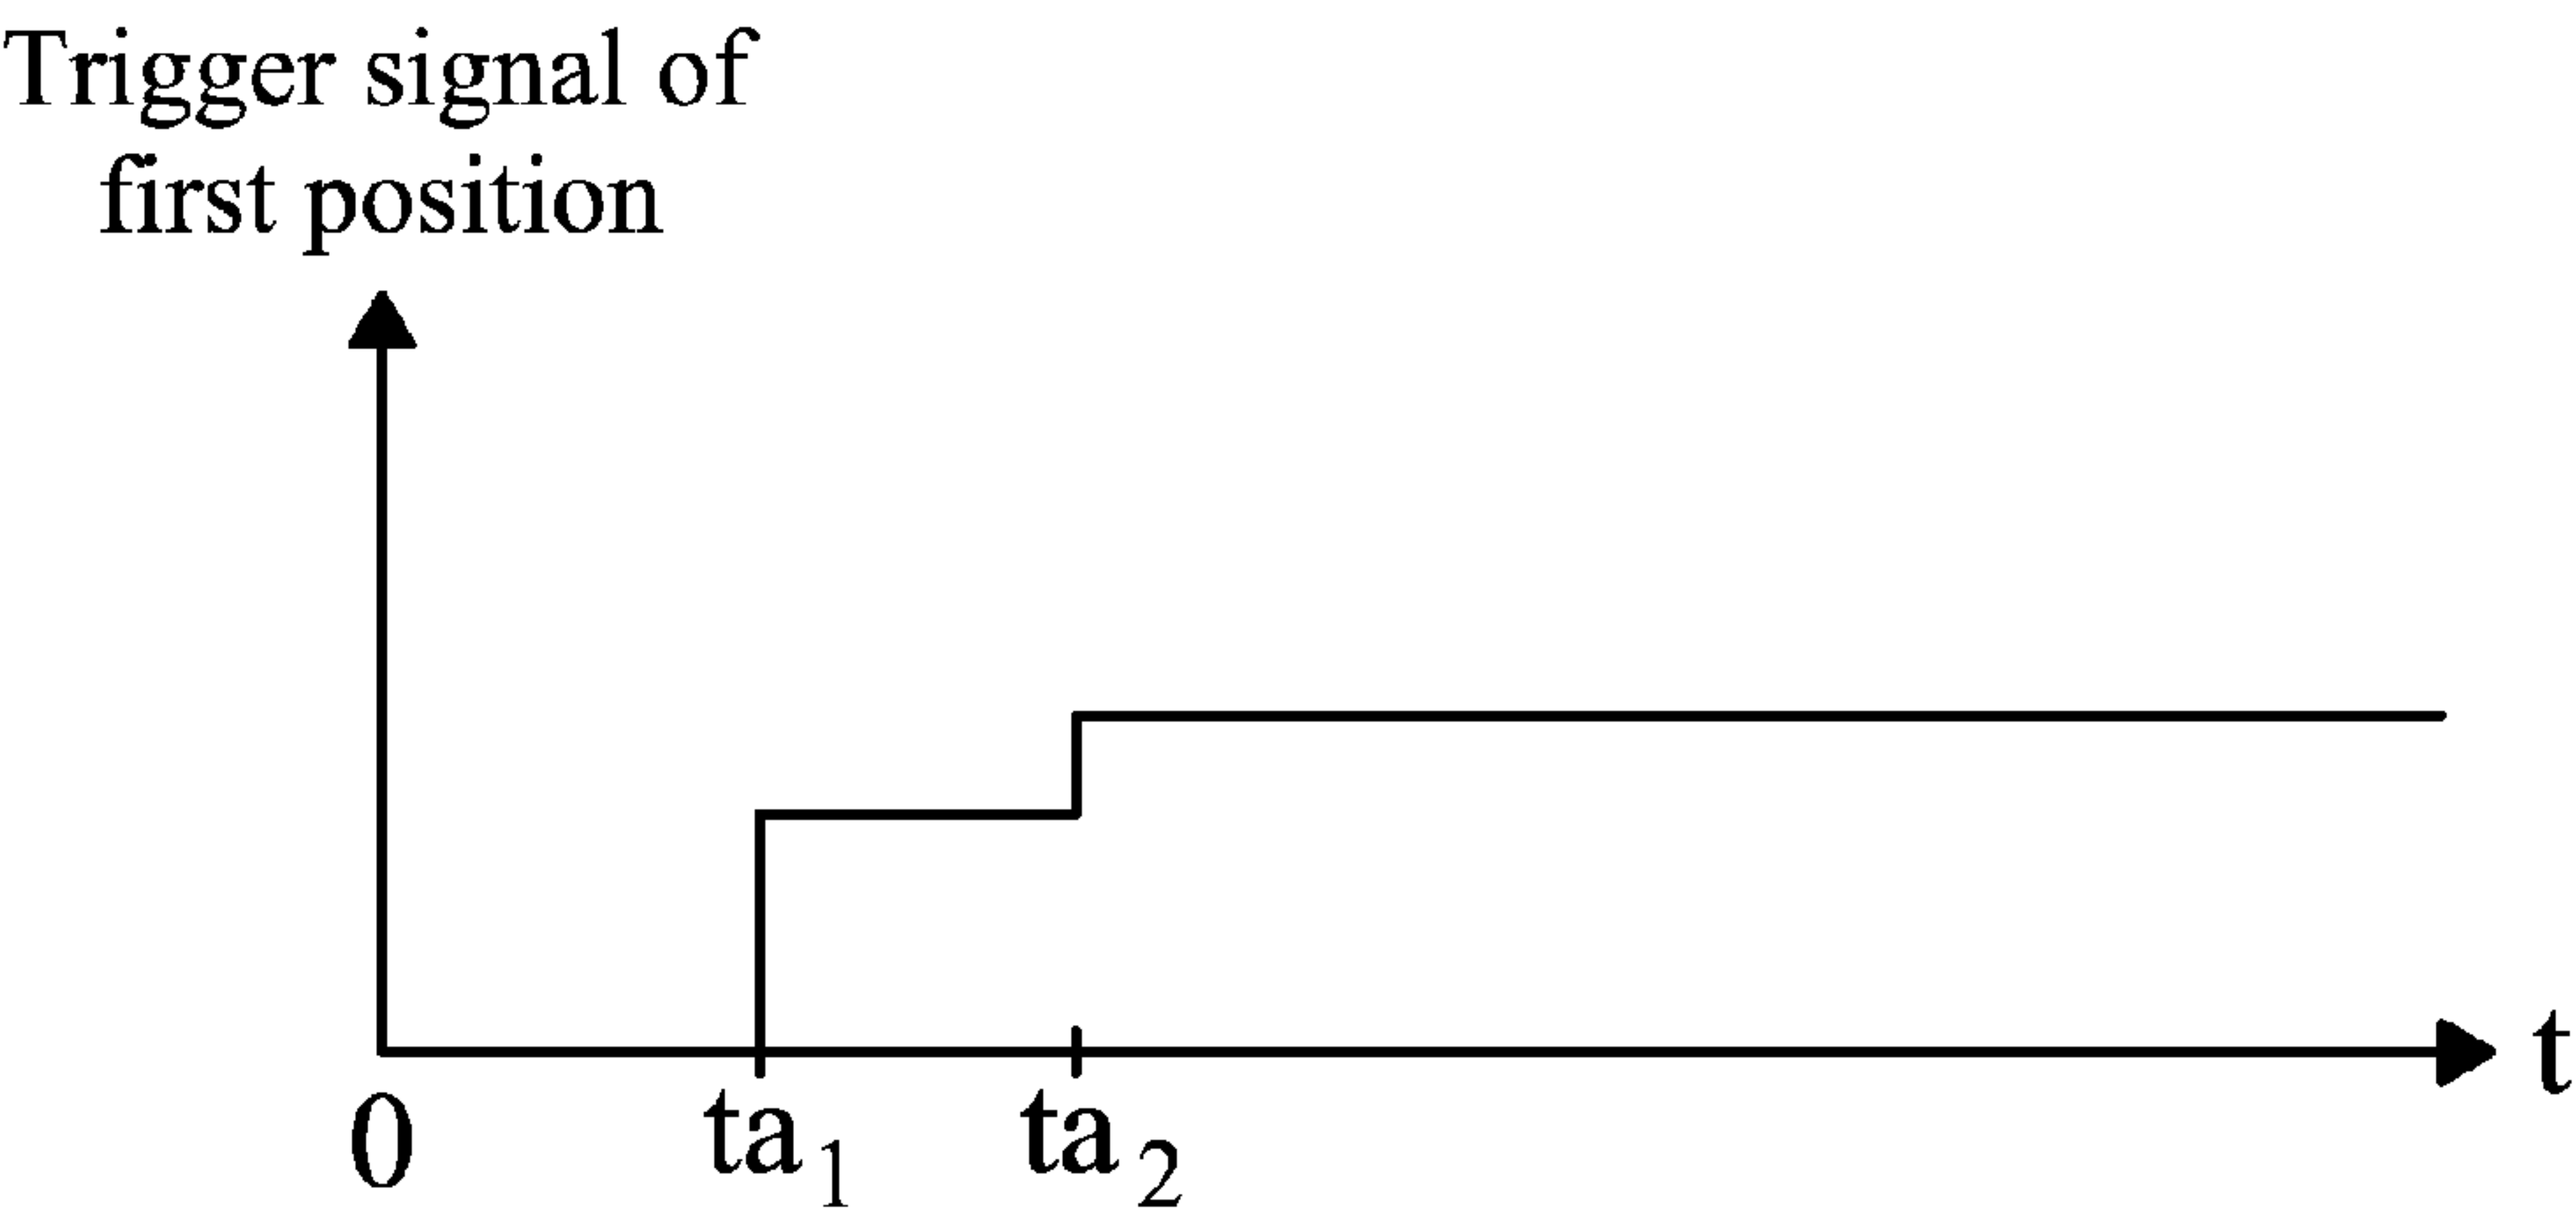 Trigger signal of
first position
t
0 ta1 ta2